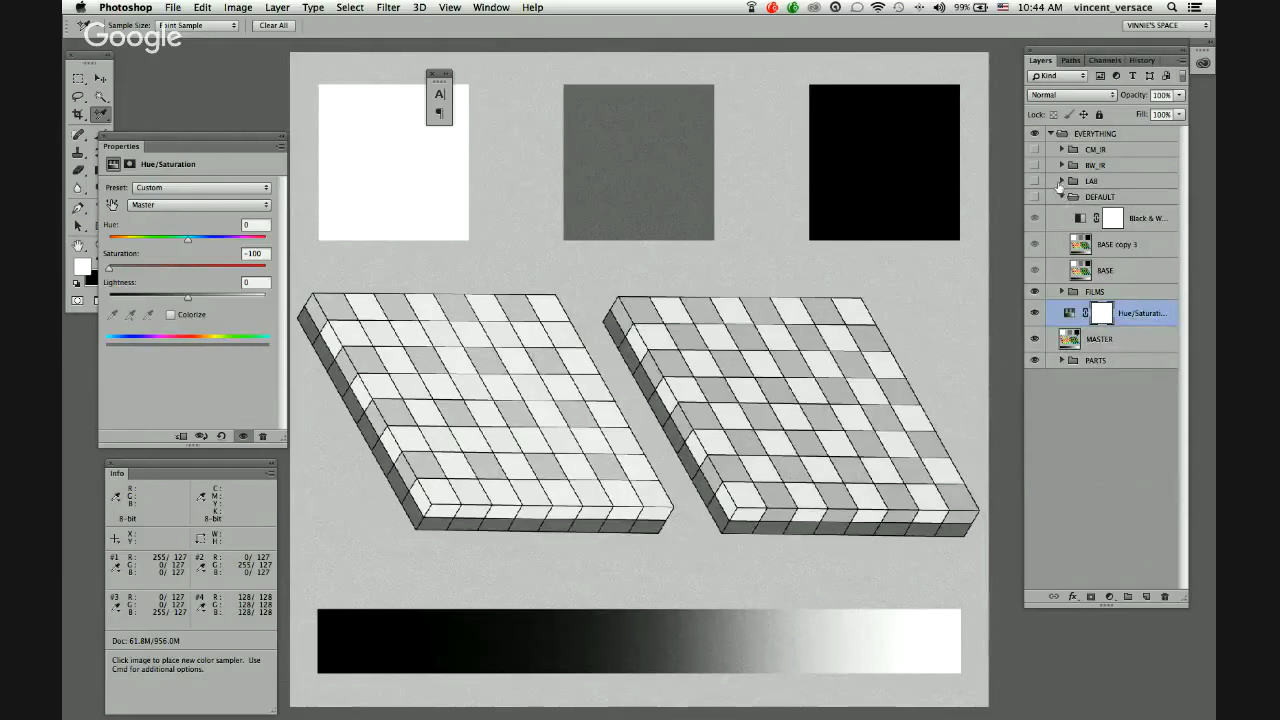 Photoshop File Edit Image Layer Type Select Filter 3D View Window Help 99% 10:44 AM vincent_versace
Sample Size: Point Sample Clear All VINNIE'S SPACE
Google
Layers Paths Channels History
Kind
Normal Opacity: 100%
Lock: Fill: 100%
EVERYTHING
CM_IR
BW_IR
LAB
DEFAULT
Black & W...
BASE copy 3
BASE
FILMS
Hue/Saturati...
MASTER
PARTS
A
Properties
Hue/Saturation
Preset: Custom
Master
Hue: 0
Saturation: -100
Lightness: 0
Colorize
Info
R: C:
G: M:
B: Y:
K:
8-bit 8-bit
X: W:
Y: H:
#1 R: 255/ 127 #2 R: 0/ 127
G: 0/ 127 G: 255/ 127
B: 0/ 127 B: 0/ 127
#3 R: 0/ 127 #4 R: 128/ 128
G: 0/ 127 G: 128/ 128
B: 255/ 127 B: 128/ 128
Doc: 61.8M/956.0M
Click image to place new color sampler. Use
Cmd for additional options.